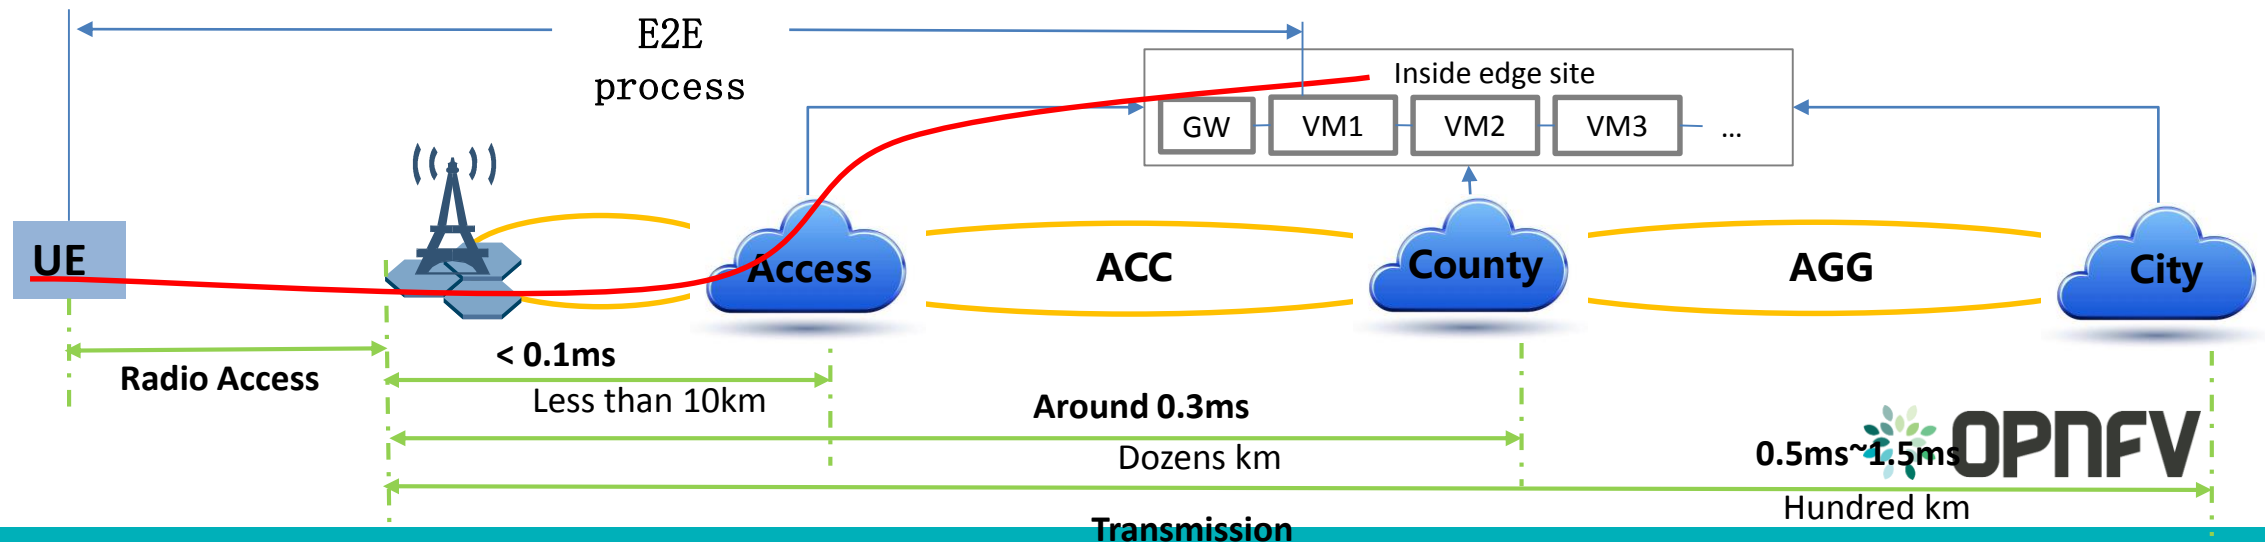 E2E
process
Inside edge site
GW
VM1
VM2
VM3
...
UE
Access
ACC
County
AGG
City
Radio Access
< 0.1ms
Less than 10km
Around 0.3ms
Dozens km
0.5ms~1.5ms
OPNFV
Hundred km
Transmission